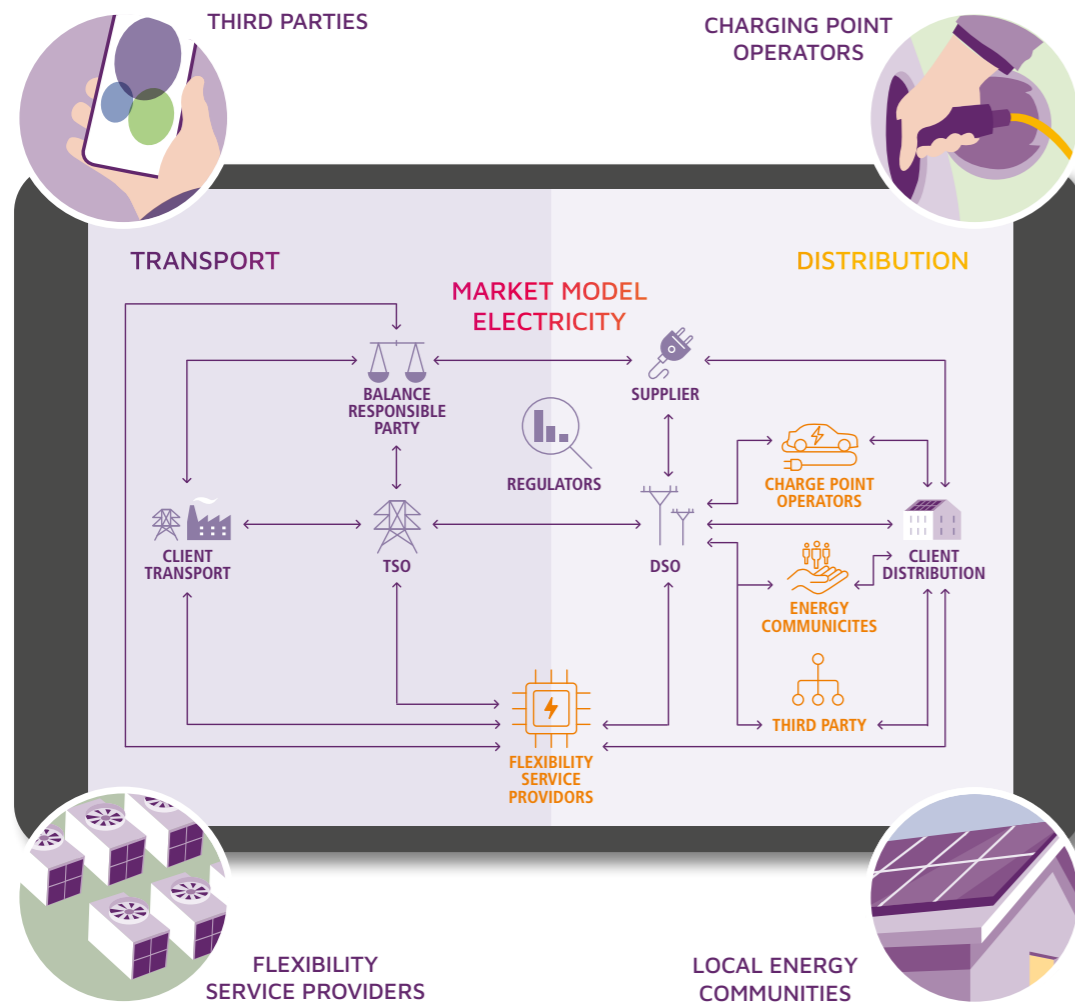 THIRD PARTIES
CHARGING POINT
OPERATORS
TRANSPORT
DISTRIBUTION
MARKET MODEL
ELECTRICITY
BALANCE
RESPONSIBLE
PARTY
SUPPLIER
REGULATORS
CHARGE POINT
OPERATORS
CLIENT
TRANSPORT
TSO
DSO
CLIENT
DISTRIBUTION
ENERGY
COMMUNICITES
THIRD PARTY
FLEXIBILITY
SERVICE
PROVIDORS
FLEXIBILITY
SERVICE PROVIDERS
LOCAL ENERGY
COMMUNITIES